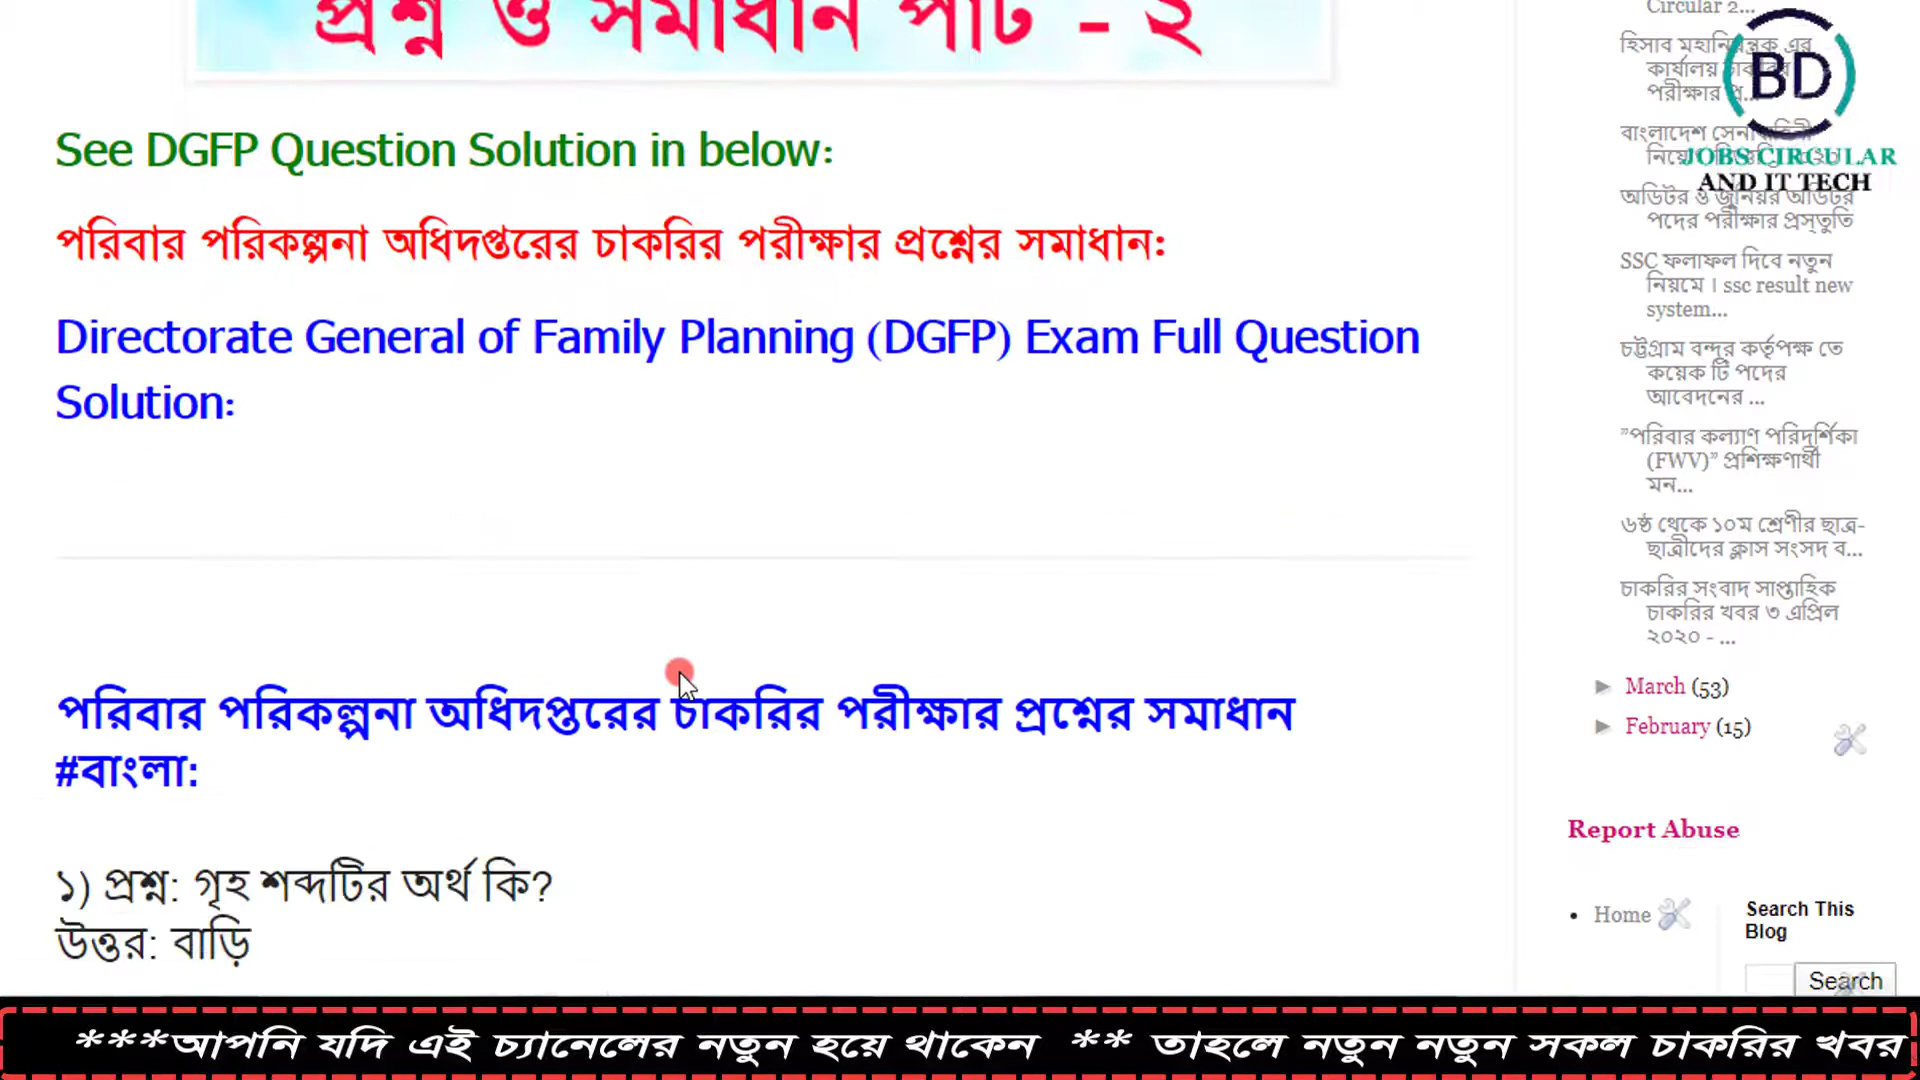 প্রশ্ন ও সমাধান পার্ট - ২
See DGFP Question Solution in below:
পরিবার পরিকল্পনা অধিদপ্তরের চাকরির পরীক্ষার প্রশ্নের সমাধান:
Directorate General of Family Planning (DGFP) Exam Full Question
Solution:
পরিবার পরিকল্পনা অধিদপ্তরের চাকরির পরীক্ষার প্রশ্নের সমাধান
#বাংলা:
১) প্রশ্ন: গৃহ শব্দটির অর্থ কি?
উত্তর: বাড়ি
Circular 2...
হিসাব মহানিয়ন্ত্রক এর
কার্যালয় চাকরির
পরীক্ষার প্র...
বাংলাদেশ সেনাবাহিনী
BD
JOBS CIRCULAR
AND IT TECH
অডিটর ও জুনিয়র অডিটর
পদের পরীক্ষার প্রস্তুতি
SSC ফলাফল দিবে নতুন
নিয়মে । ssc result new
system...
চট্টগ্রাম বন্দর কর্তৃপক্ষ তে
কয়েক টি পদের
আবেদনের ...
”পরিবার কল্যাণ পরিদর্শিকা
(FWV)” প্রশিক্ষণার্থী
মন...
৬ষ্ঠ থেকে ১০ম শ্রেণীর ছাত্র-
ছাত্রীদের ক্লাস সংসদ ব...
চাকরির সংবাদ সাপ্তাহিক
চাকরির খবর ৩ এপ্রিল
২০২০ - ...
► March (53)
► February (15)
Report Abuse
• Home
Search This
Blog
Search
***আপনি যদি এই চ্যানেলের নতুন হয়ে থাকেন ** তাহলে নতুন নতুন সকল চাকরির খবর